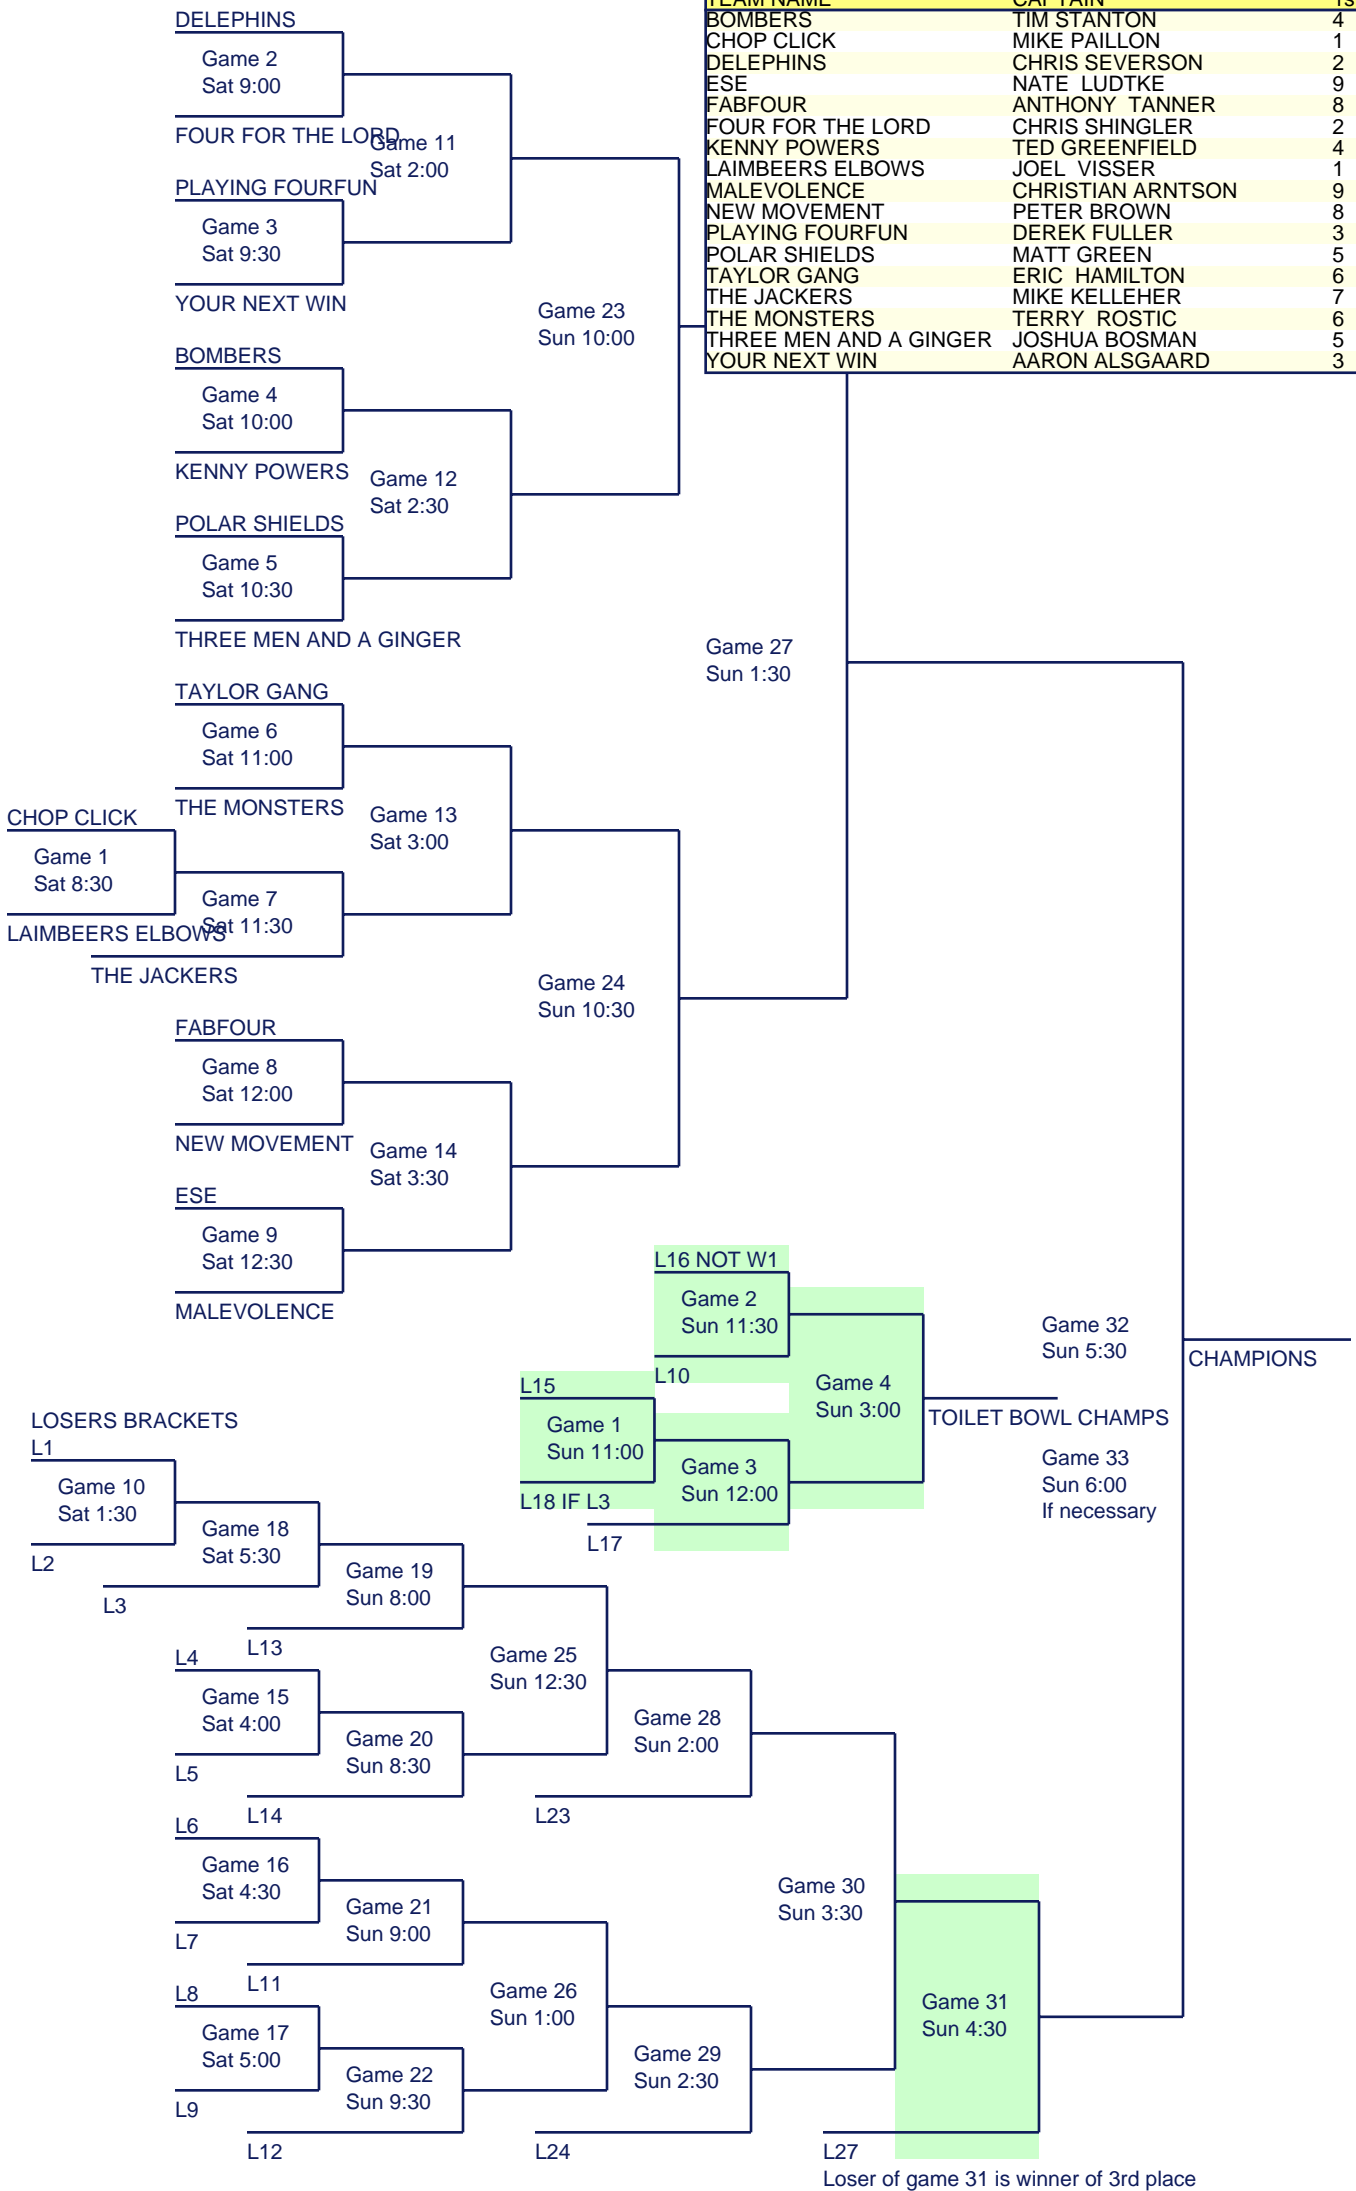 TEAM NAME CAPTAIN
BOMBERS TIM STANTON 4
CHOP CLICK MIKE PAILLON 1
DELEPHINS CHRIS SEVERSON 2
ESE NATE LUDTKE 9
FABFOUR ANTHONY TANNER 8
FOUR FOR THE LORD CHRIS SHINGLER 2
KENNY POWERS TED GREENFIELD 4
LAIMBEERS ELBOWS JOEL VISSER 1
MALEVOLENCE CHRISTIAN ARNTSON 9
NEW MOVEMENT PETER BROWN 8
PLAYING FOURFUN DEREK FULLER 3
POLAR SHIELDS MATT GREEN 5
TAYLOR GANG ERIC HAMILTON 6
THE JACKERS MIKE KELLEHER 7
THE MONSTERS TERRY ROSTIC 6
THREE MEN AND A GINGER JOSHUA BOSMAN 5
YOUR NEXT WIN AARON ALSGAARD 3
DELEPHINS
Game 2
Sat 9:00
FOUR FOR THE LORD
Game 11
Sat 2:00
PLAYING FOURFUN
Game 3
Sat 9:30
YOUR NEXT WIN
Game 23
Sun 10:00
BOMBERS
Game 4
Sat 10:00
KENNY POWERS
Game 12
Sat 2:30
POLAR SHIELDS
Game 5
Sat 10:30
THREE MEN AND A GINGER
Game 27
Sun 1:30
TAYLOR GANG
Game 6
Sat 11:00
THE MONSTERS
Game 13
Sat 3:00
CHOP CLICK
Game 1
Sat 8:30
LAIMBEERS ELBOWS
Game 7
Sat 11:30
THE JACKERS
Game 24
Sun 10:30
FABFOUR
Game 8
Sat 12:00
NEW MOVEMENT
Game 14
Sat 3:30
ESE
Game 9
Sat 12:30
MALEVOLENCE
L16 NOT W1
Game 2
Sun 11:30
L10
Game 4
Sun 3:00
L15
Game 1
Sun 11:00
L18 IF L3
Game 3
Sun 12:00
L17
TOILET BOWL CHAMPS
Game 32
Sun 5:30
CHAMPIONS
Game 33
Sun 6:00
If necessary
LOSERS BRACKETS
L1
Game 10
Sat 1:30
L2
Game 18
Sat 5:30
L3
Game 19
Sun 8:00
L13
Game 25
Sun 12:30
L4
Game 15
Sat 4:00
L5
Game 20
Sun 8:30
L14
Game 28
Sun 2:00
L23
L6
Game 16
Sat 4:30
L7
Game 21
Sun 9:00
L11
Game 30
Sun 3:30
L8
Game 17
Sat 5:00
L9
Game 22
Sun 9:30
L12
Game 26
Sun 1:00
Game 29
Sun 2:30
L24
Game 31
Sun 4:30
L27
Loser of game 31 is winner of 3rd place